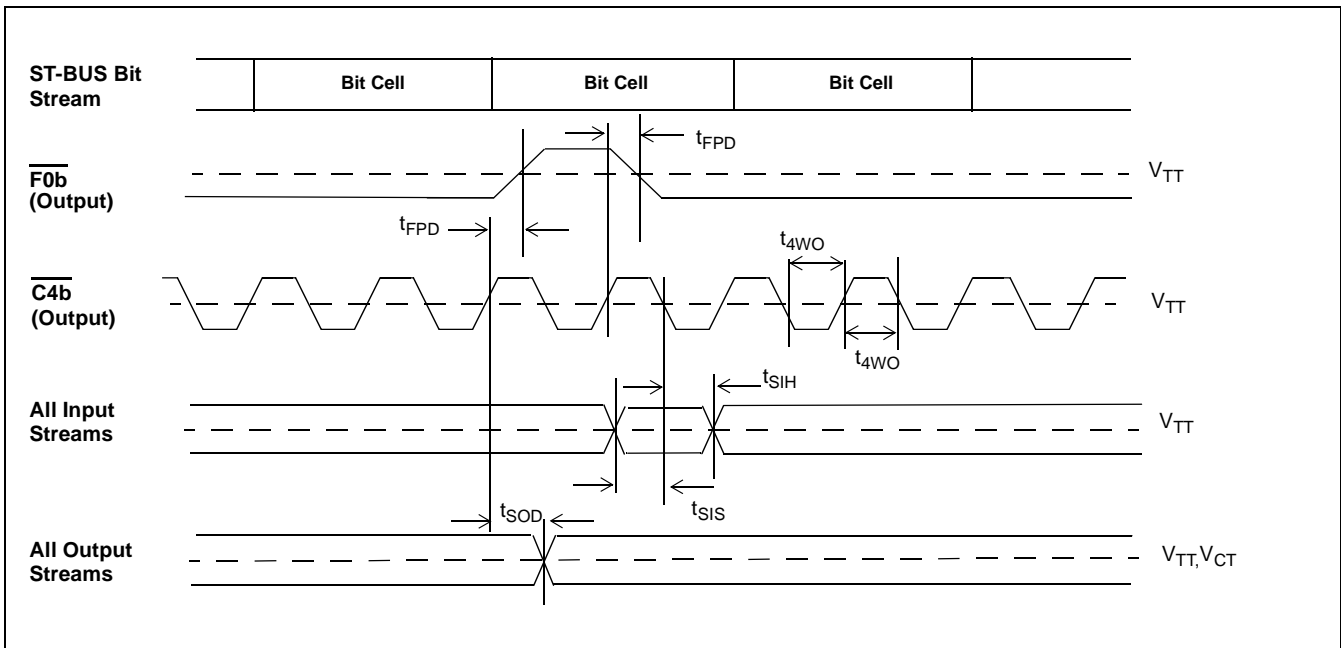 ST-BUS Bit
Stream
Bit Cell
Bit Cell
Bit Cell
tFPD
F0b
(Output)
VTT
tFPD
t4WO
C4b
(Output)
VTT
t4WO
tSIH
All Input
Streams
VTT
tSOD
tSIS
All Output
Streams
VTT,VCT